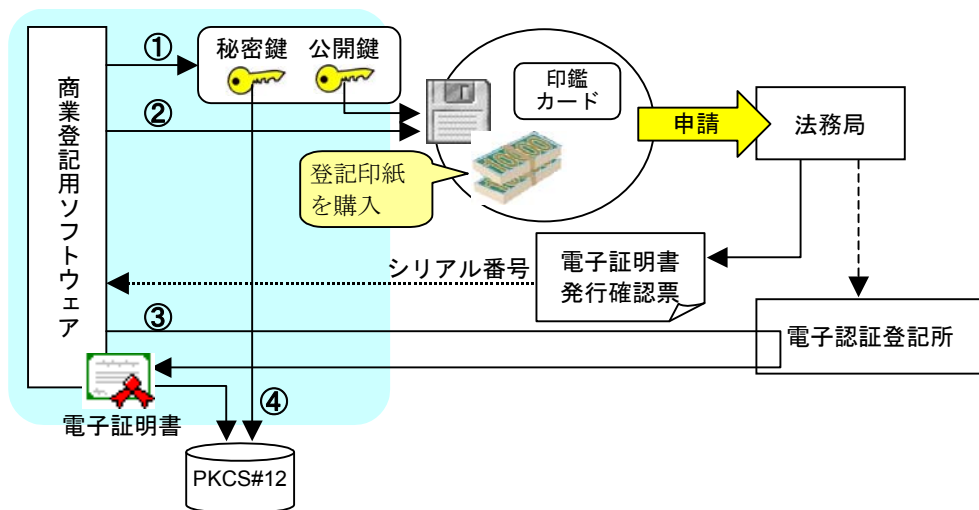 商業登記用ソフトウェア
①
秘密鍵
公開鍵
②
印鑑
カード
申請
法務局
登記印紙
を購入
シリアル番号
電子証明書
発行確認票
③
電子認証登記所
電子証明書
④
PKCS#12